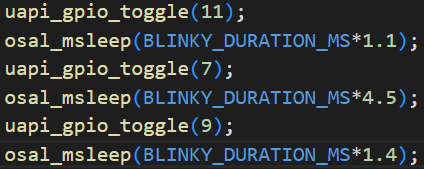 uapi_gpio_toggle(11);
osal_msleep(BLINKY_DURATION_MS*1.1);
uapi_gpio_toggle(7);
osal_msleep(BLINKY_DURATION_MS*4.5);
uapi_gpio_toggle(9);
osal_msleep(BLINKY_DURATION_MS*1.4);